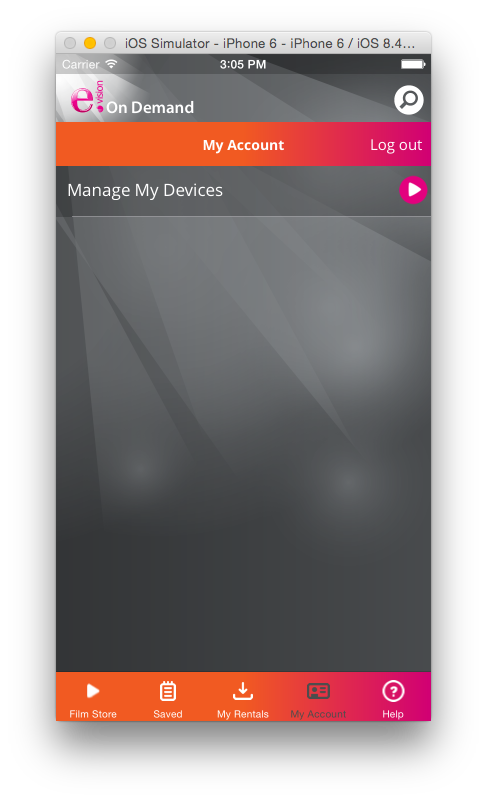 iOS Simulator - iPhone 6 - iPhone 6 / iOS 8.4...
Carrier 3:05 PM
e vision On Demand
My Account Log out
Manage My Devices
Film Store Saved My Rentals My Account Help